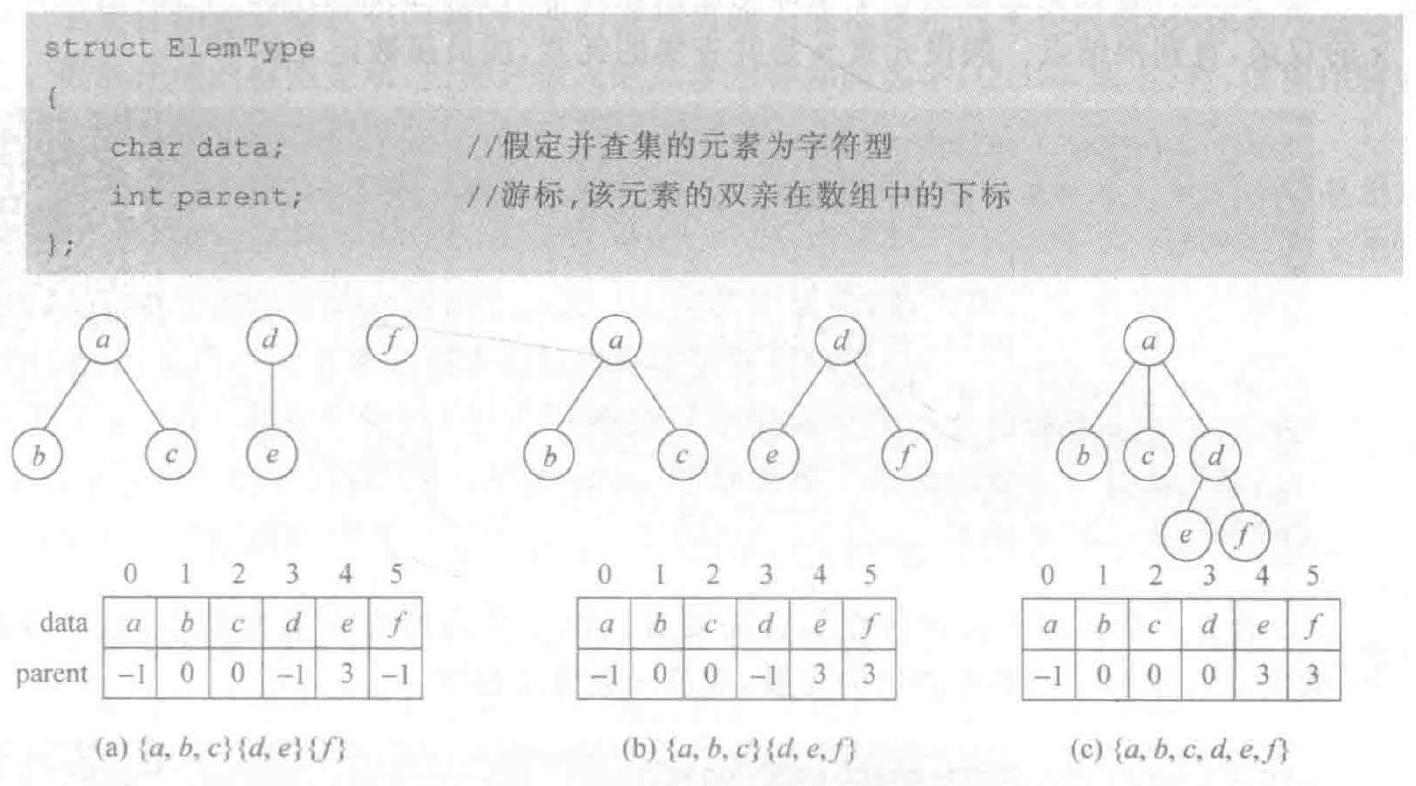 struct ElemType
{
char data; //假定并查集的元素为字符型
int parent; //游标,该元素的双亲在数组中的下标
};
a d f a d a
b c e b c e f b c d
e f
0 1 2 3 4 5 0 1 2 3 4 5 0 1 2 3 4 5
data a b c d e f a b c d e f a b c d e f
parent -1 0 0 -1 3 -1 -1 0 0 -1 3 3 -1 0 0 0 3 3
(a) {a, b, c}{d, e}{f} (b) {a, b, c}{d, e, f} (c) {a, b, c, d, e, f}